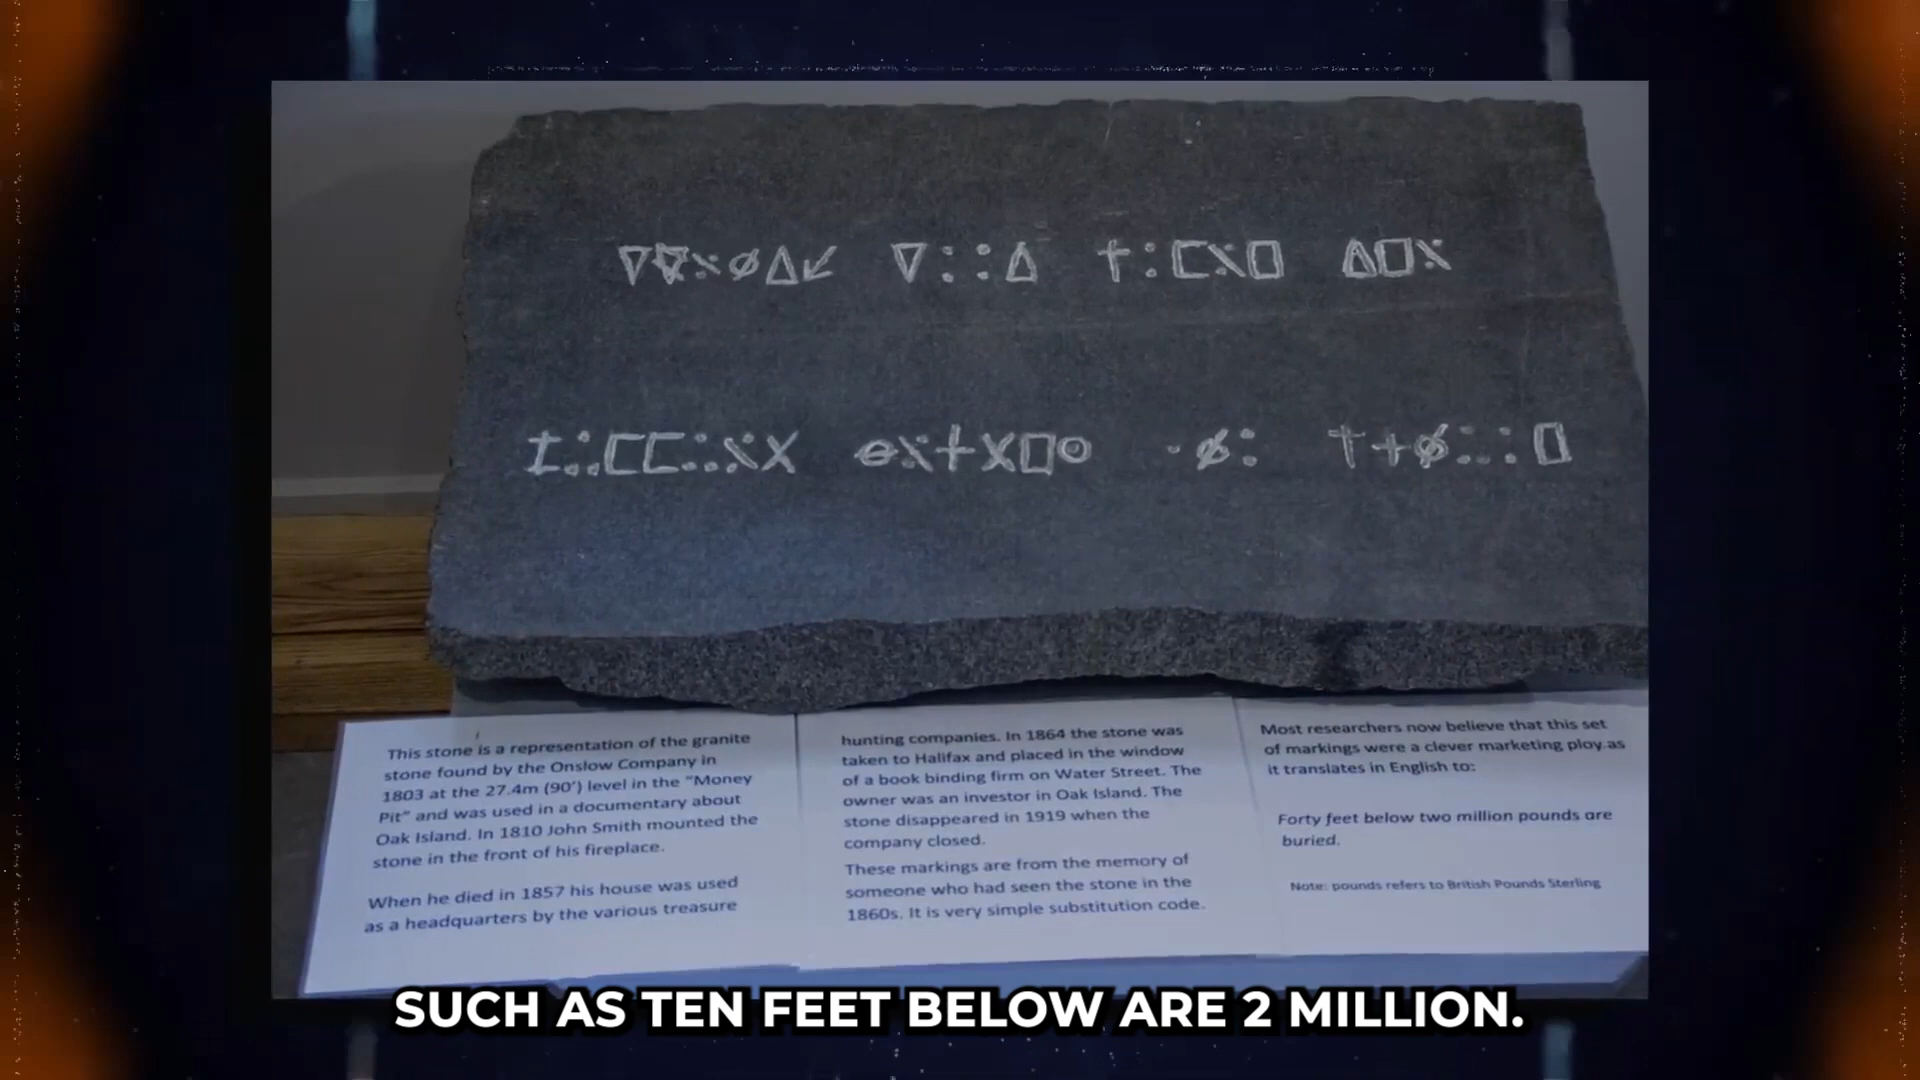 This stone is a representation of the granite
stone found by the Onslow Company in
1803 at the 27.4m (90') level in the “Money
Pit” and was used in a documentary about
Oak Island. In 1810 John Smith mounted the
stone in the front of his fireplace.
When he died in 1857 his house was used
as a headquarters by the various treasure
hunting companies. In 1864 the stone was
taken to Halifax and placed in the window
of a book binding firm on Water Street. The
owner was an investor in Oak Island. The
stone disappeared in 1919 when the
company closed.
These markings are from the memory of
someone who had seen the stone in the
1860s. It is very simple substitution code.
Most researchers now believe that this set
of markings were a clever marketing ploy as
it translates in English to:
Forty feet below two million pounds are
buried.
Note: pounds refers to British Pounds Sterling
SUCH AS TEN FEET BELOW ARE 2 MILLION.